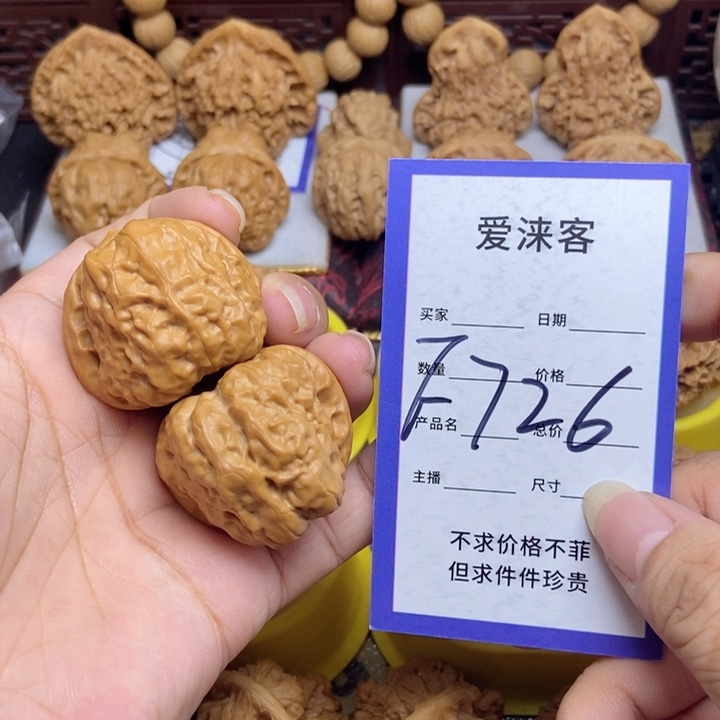 爱涞客
买家 日期
数量 价格
F726
产品名 总价
主播 尺寸
不求价格不菲
但求件件珍贵